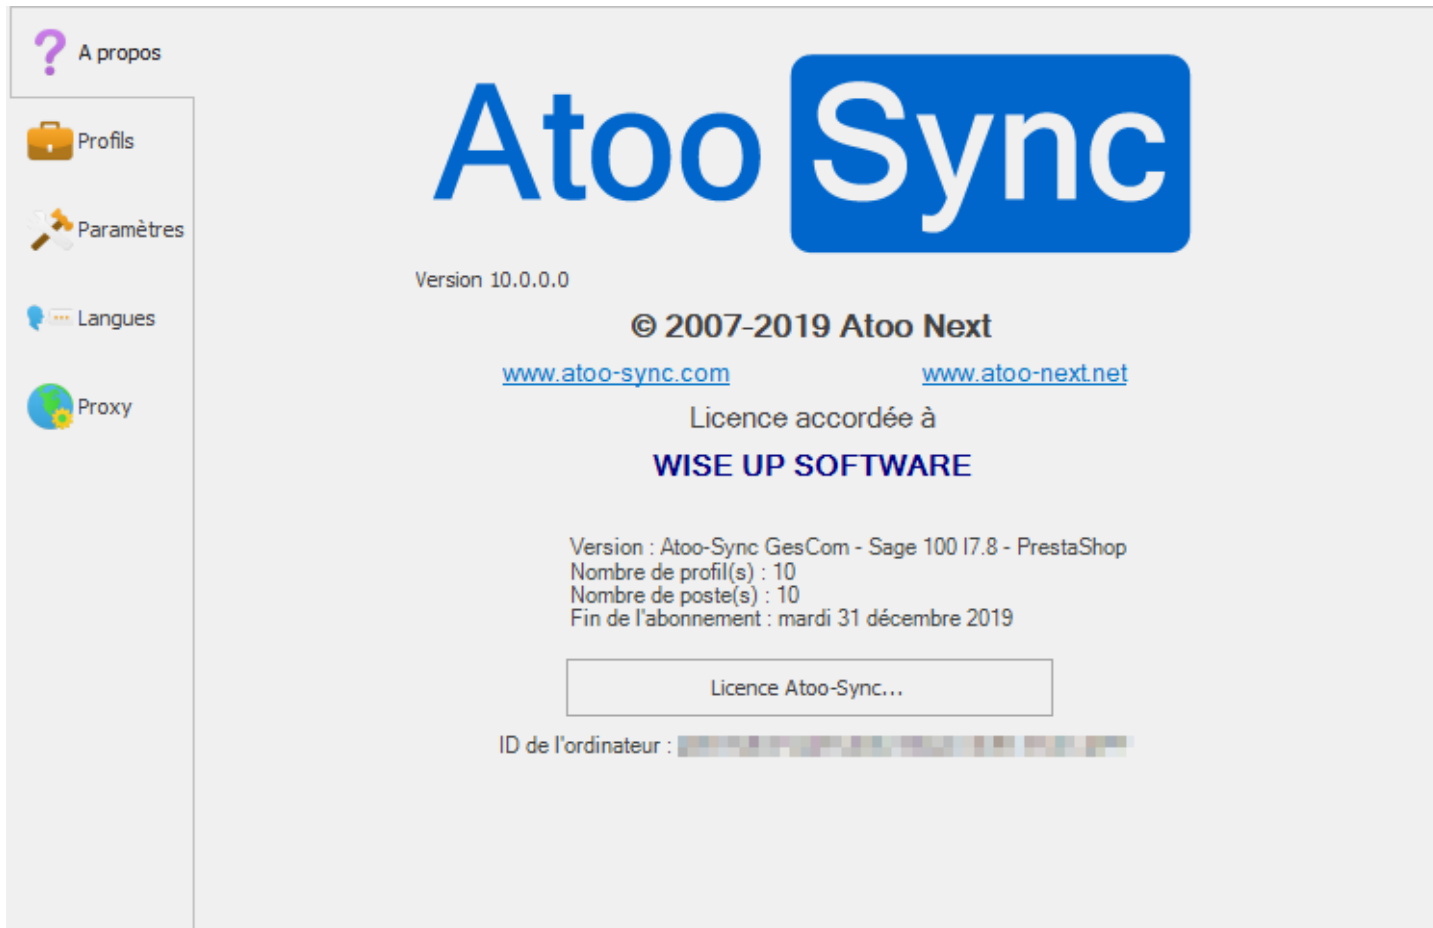 A propos
Profils
Paramètres
Langues
Proxy
Atoo Sync
Version 10.0.0.0
© 2007-2019 Atoo Next
www.atoo-sync.com www.atoo-next.net
Licence accordée à
WISE UP SOFTWARE
Version : Atoo-Sync GesCom - Sage 100 I7.8 - PrestaShop
Nombre de profil(s) : 10
Nombre de poste(s) : 10
Fin de l'abonnement : mardi 31 décembre 2019
Licence Atoo-Sync...
ID de l'ordinateur :